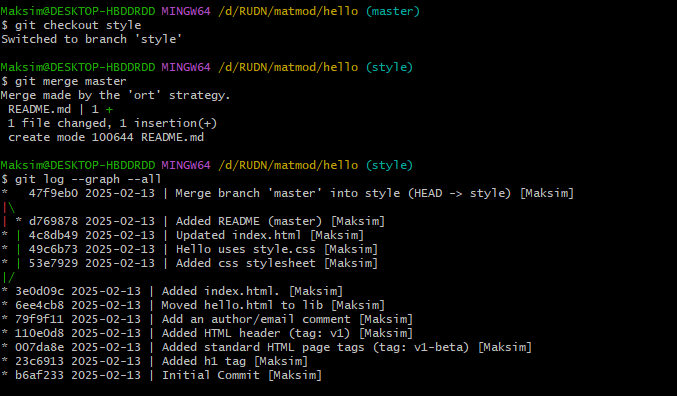 Maksim@DESKTOP-HBDDRDD MINGW64 /d/RUDN/matmod/hello (master)
$ git checkout style
Switched to branch 'style'

Maksim@DESKTOP-HBDDRDD MINGW64 /d/RUDN/matmod/hello (style)
$ git merge master
Merge made by the 'ort' strategy.
 README.md | 1 +
 1 file changed, 1 insertion(+)
 create mode 100644 README.md

Maksim@DESKTOP-HBDDRDD MINGW64 /d/RUDN/matmod/hello (style)
$ git log --graph --all
*   47f9eb0 2025-02-13 | Merge branch 'master' into style (HEAD -> style) [Maksim]
|\
| * d769878 2025-02-13 | Added README (master) [Maksim]
* | 4c8db49 2025-02-13 | Updated index.html [Maksim]
* | 49c6b73 2025-02-13 | Hello uses style.css [Maksim]
* | 53e7929 2025-02-13 | Added css stylesheet [Maksim]
|/
* 3e0d09c 2025-02-13 | Added index.html. [Maksim]
* 6ee4cb8 2025-02-13 | Moved hello.html to lib [Maksim]
* 79f9f11 2025-02-13 | Add an author/email comment [Maksim]
* 110e0d8 2025-02-13 | Added HTML header (tag: v1) [Maksim]
* 007da8e 2025-02-13 | Added standard HTML page tags (tag: v1-beta) [Maksim]
* 23c6913 2025-02-13 | Added h1 tag [Maksim]
* b6af233 2025-02-13 | Initial Commit [Maksim]